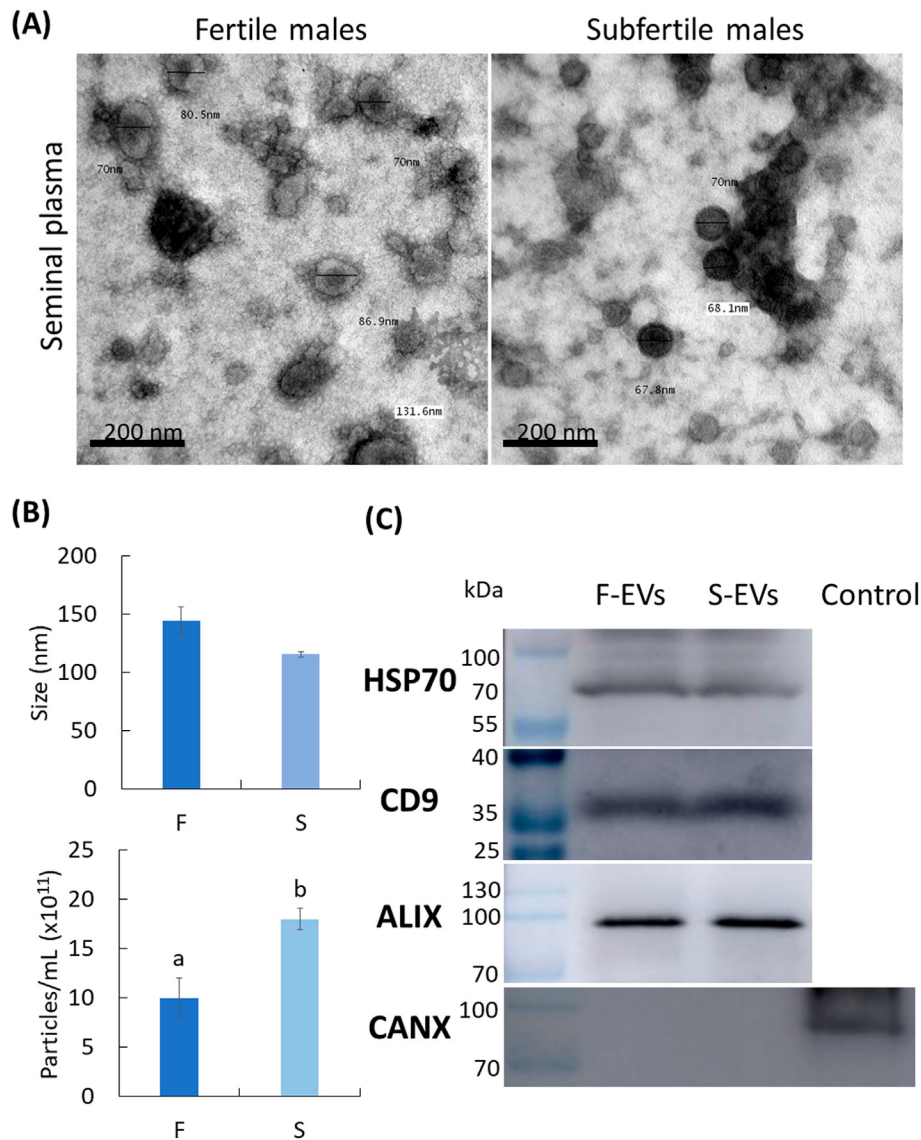 (A)
Fertile males
Subfertile males
Seminal plasma
80.5nm
70nm
70nm
86.9nm
131.6nm
200 nm
70nm
68.1nm
67.8nm
200 nm
(B)
200
150
100
50
0
Size (nm)
F
S
25
20
15
10
5
0
Particles/mL (x10¹¹)
a
b
F
S
(C)
kDa
F-EVs
S-EVs
Control
HSP70
100
70
55
CD9
40
35
25
ALIX
130
100
70
CANX
100
70